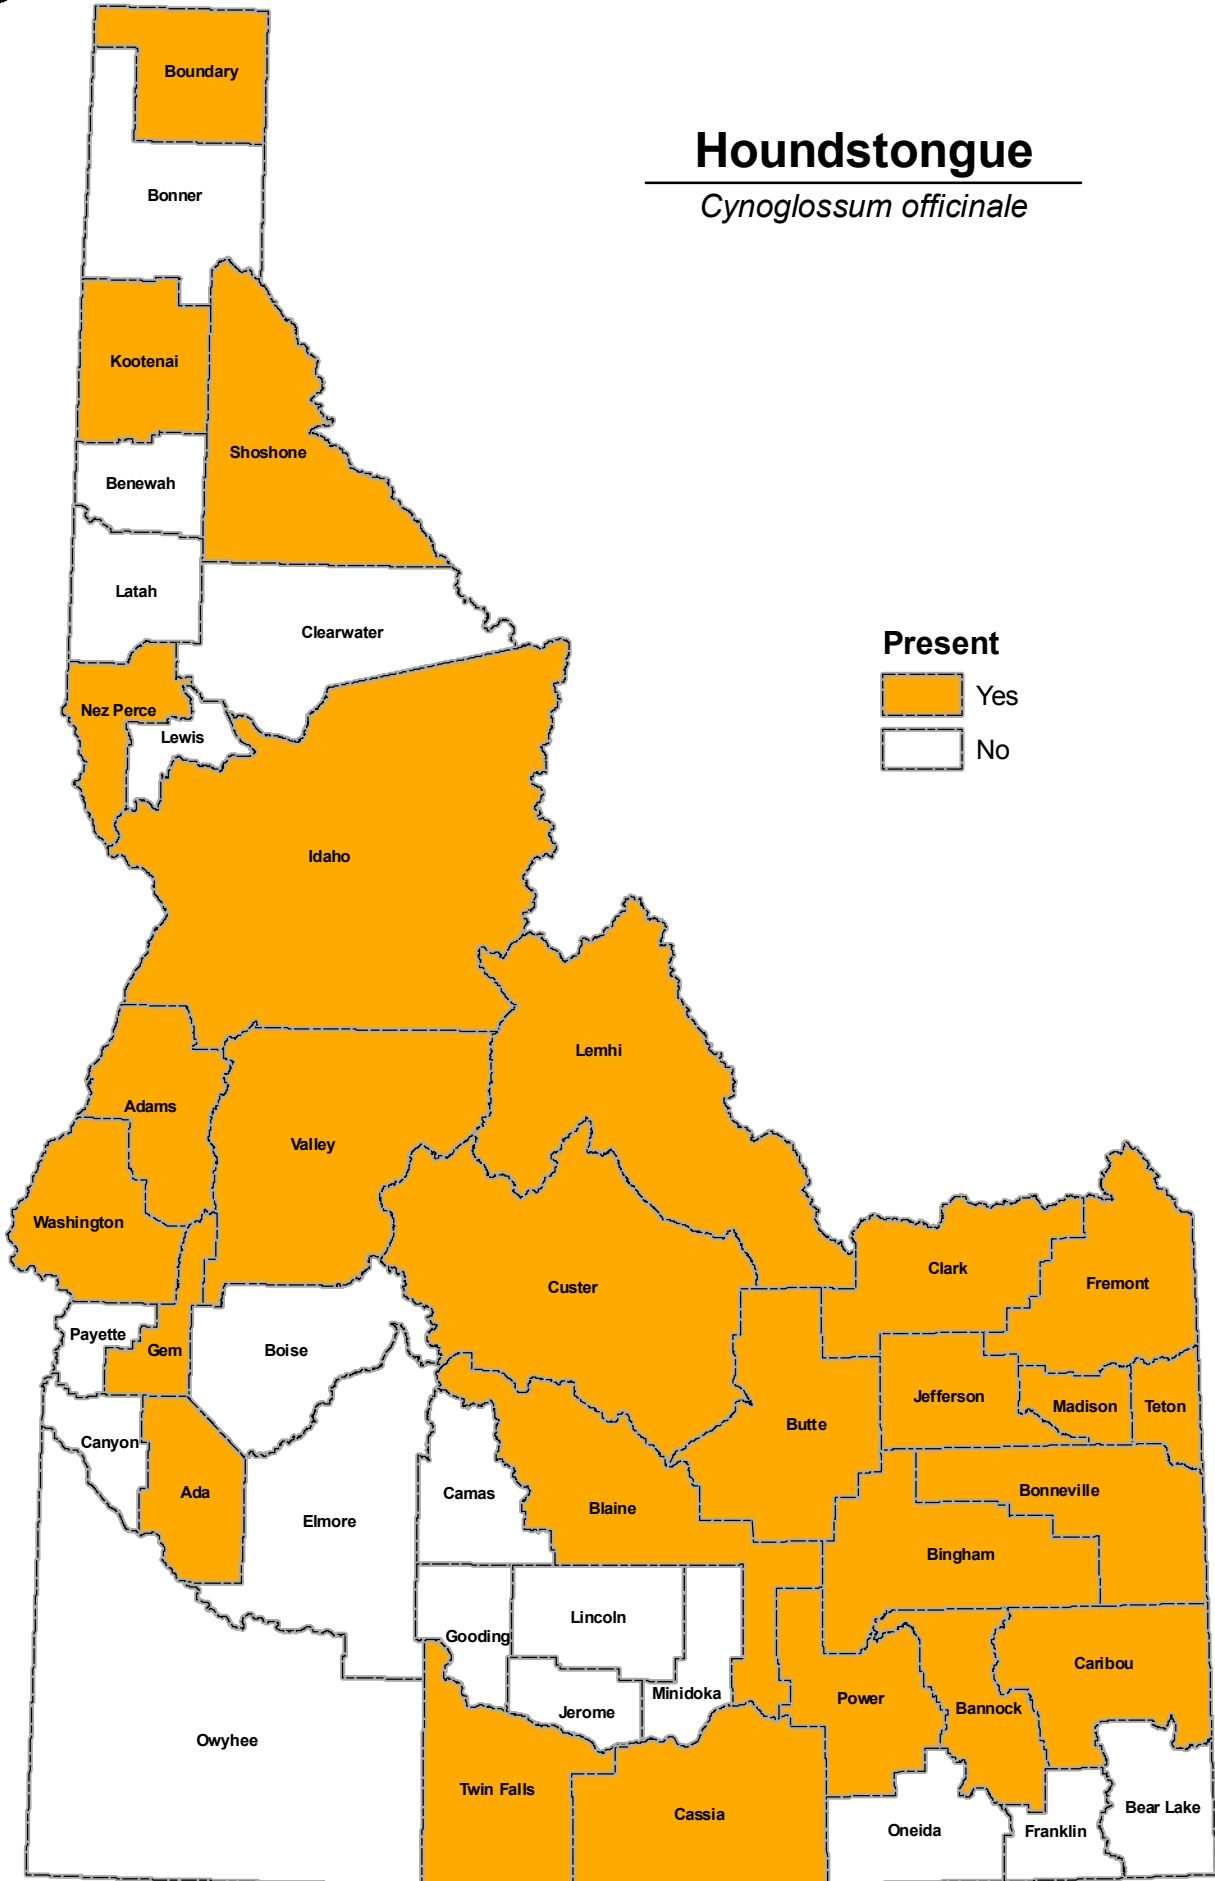 Houndstongue
Cynoglossum officinale
Boundary
Bonner
Kootenai
Shoshone
Benewah
Latah
Clearwater
Present
Yes
No
Nez Perce
Lewis
Idaho
Lemhi
Adams
Valley
Washington
Custer
Clark
Fremont
Payette
Gem
Boise
Jefferson
Madison
Teton
Butte
Canyon
Ada
Camas
Blaine
Bonneville
Elmore
Bingham
Lincoln
Gooding
Caribou
Minidoka
Power
Bannock
Jerome
Owyhee
Twin Falls
Cassia
Bear Lake
Oneida
Franklin